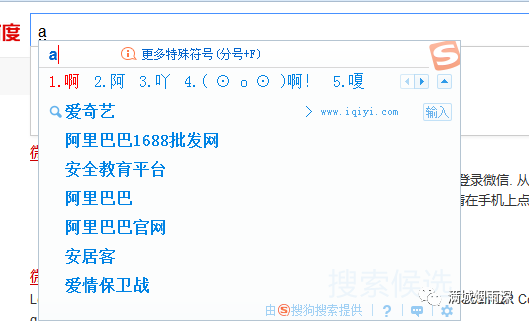 度 a
a 更多特殊符号(分号+F)
1.啊 2.阿 3.吖 4.( ⊙ o ⊙ )啊! 5.嗄
爱奇艺 www.iqiyi.com 输入
阿里巴巴1688批发网
安全教育平台
登录微信. 从
阿里巴巴
在手机上点
阿里巴巴官网
安居客
爱情保卫战
搜索候选
满城烟雨深
由S搜狗搜索提供